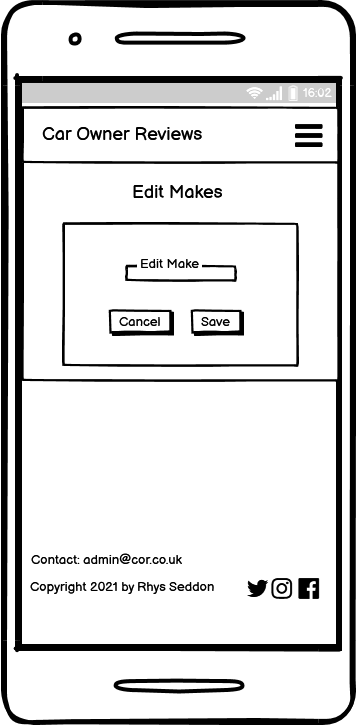 16:02
Car Owner Reviews
Edit Makes
Edit Make
Cancel Save
Contact: admin@cor.co.uk
Copyright 2021 by Rhys Seddon